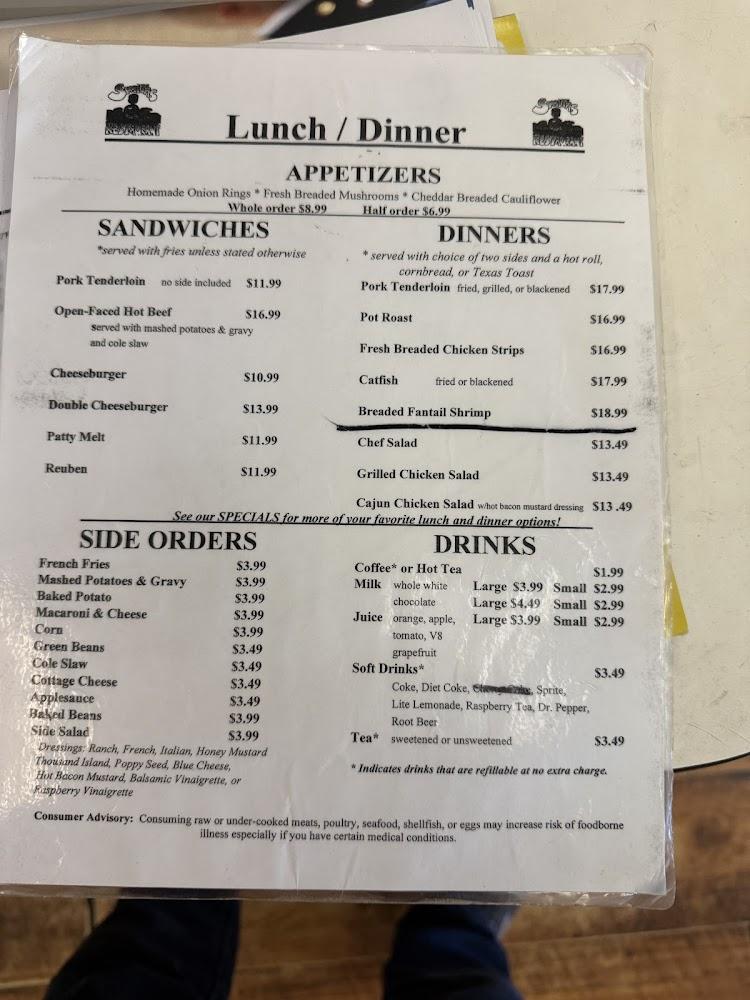 Lunch / Dinner
APPETIZERS
Homemade Onion Rings * Fresh Breaded Mushrooms * Cheddar Breaded Cauliflower
Whole order $8.99 Half order $6.99
SANDWICHES
*served with fries unless stated otherwise
Pork Tenderloin no side included $11.99
Open-Faced Hot Beef $16.99
served with mashed potatoes & gravy
and cole slaw
Cheeseburger $10.99
Double Cheeseburger $13.99
Patty Melt $11.99
Reuben $11.99
DINNERS
* served with choice of two sides and a hot roll,
cornbread, or Texas Toast
Pork Tenderloin fried, grilled, or blackened $17.99
Pot Roast $16.99
Fresh Breaded Chicken Strips $16.99
Catfish fried or blackened $17.99
Breaded Fantail Shrimp $18.99
Chef Salad $13.49
Grilled Chicken Salad $13.49
Cajun Chicken Salad w/hot bacon mustard dressing $13 .49
See our SPECIALS for more of your favorite lunch and dinner options!
SIDE ORDERS
French Fries $3.99
Mashed Potatoes & Gravy $3.99
Baked Potato $3.99
Macaroni & Cheese $3.99
Corn $3.99
Green Beans $3.49
Cole Slaw $3.49
Cottage Cheese $3.49
Applesauce $3.49
Baked Beans $3.99
Side Salad $3.99
Dressings: Ranch, French, Italian, Honey Mustard
Thousand Island, Poppy Seed, Blue Cheese,
Hot Bacon Mustard, Balsamic Vinaigrette, or
Raspberry Vinaigrette
DRINKS
Coffee* or Hot Tea $1.99
Milk whole white Large $3.99 Small $2.99
chocolate Large $4.49 Small $2.99
Juice orange, apple, Large $3.99 Small $2.99
tomato, V8
grapefruit
Soft Drinks* $3.49
Coke, Diet Coke, Sprite,
Lite Lemonade, Raspberry Tea, Dr. Pepper,
Root Beer
Tea* sweetened or unsweetened $3.49
* Indicates drinks that are refillable at no extra charge.
Consumer Advisory: Consuming raw or under-cooked meats, poultry, seafood, shellfish, or eggs may increase risk of foodborne
illness especially if you have certain medical conditions.